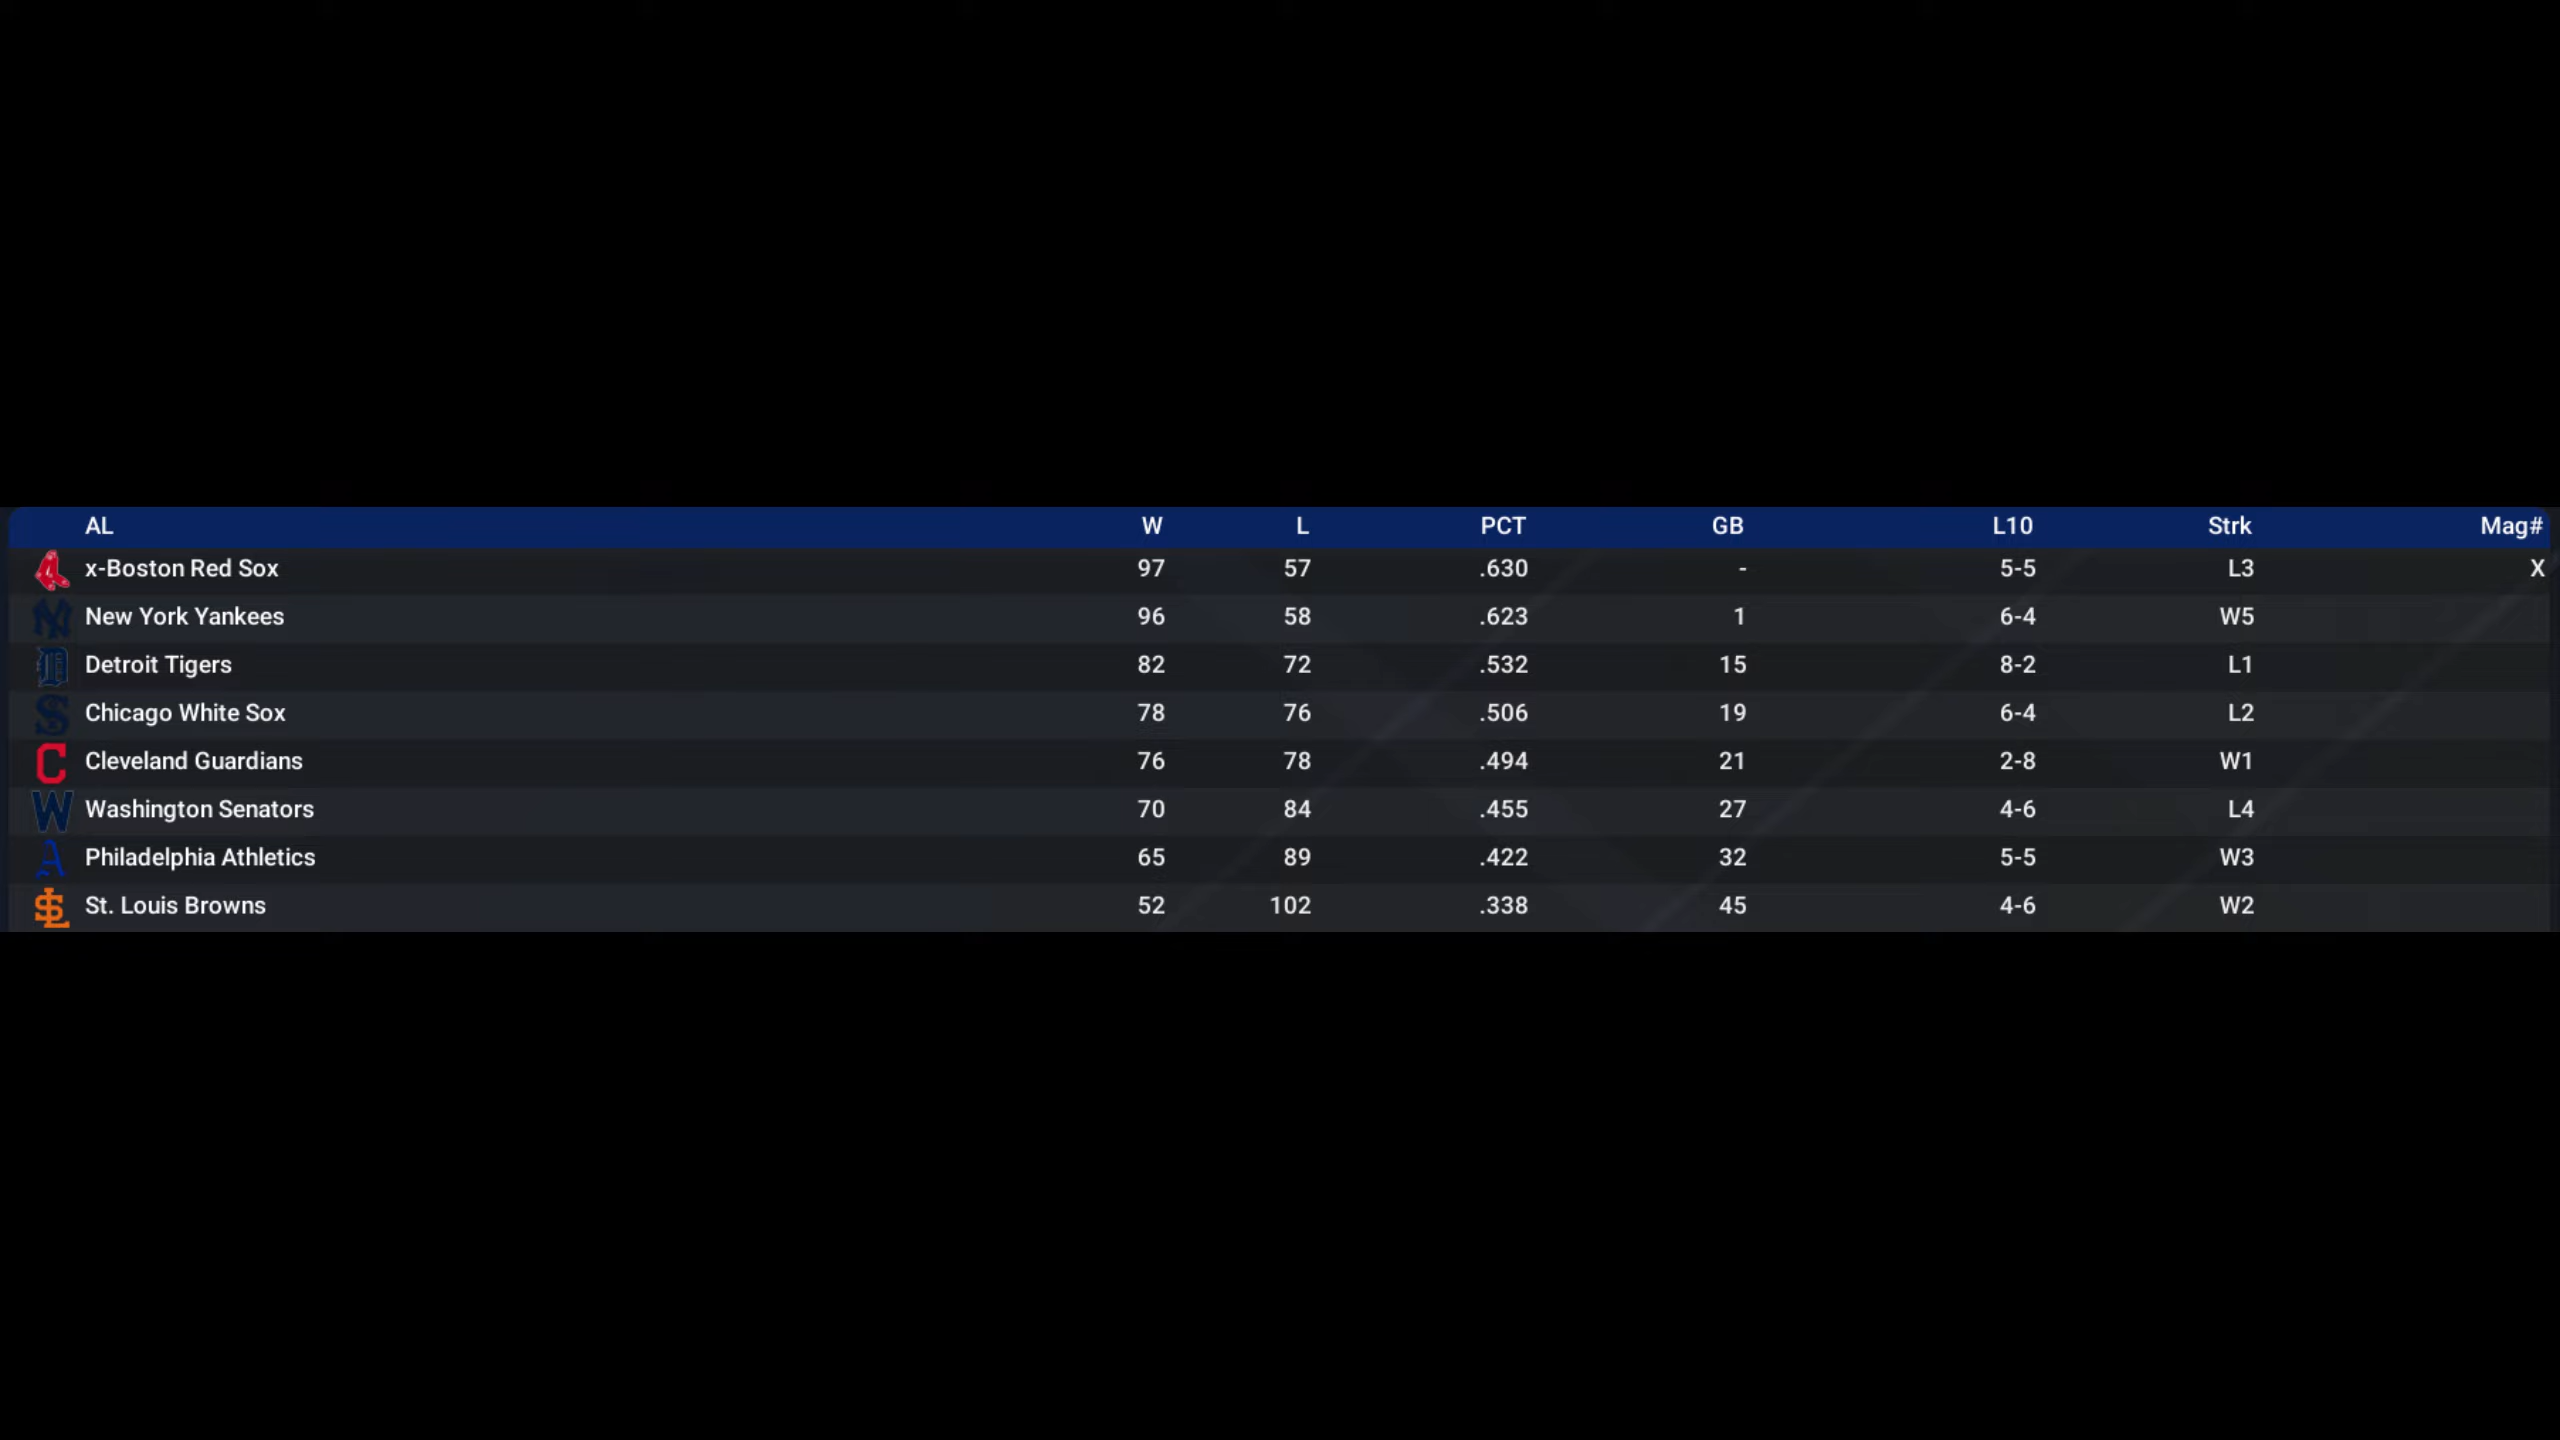 AL W L PCT GB L10 Strk Mag#
x-Boston Red Sox 97 57 .630 - 5-5 L3 X
New York Yankees 96 58 .623 1 6-4 W5
Detroit Tigers 82 72 .532 15 8-2 L1
Chicago White Sox 78 76 .506 19 6-4 L2
Cleveland Guardians 76 78 .494 21 2-8 W1
Washington Senators 70 84 .455 27 4-6 L4
Philadelphia Athletics 65 89 .422 32 5-5 W3
St. Louis Browns 52 102 .338 45 4-6 W2